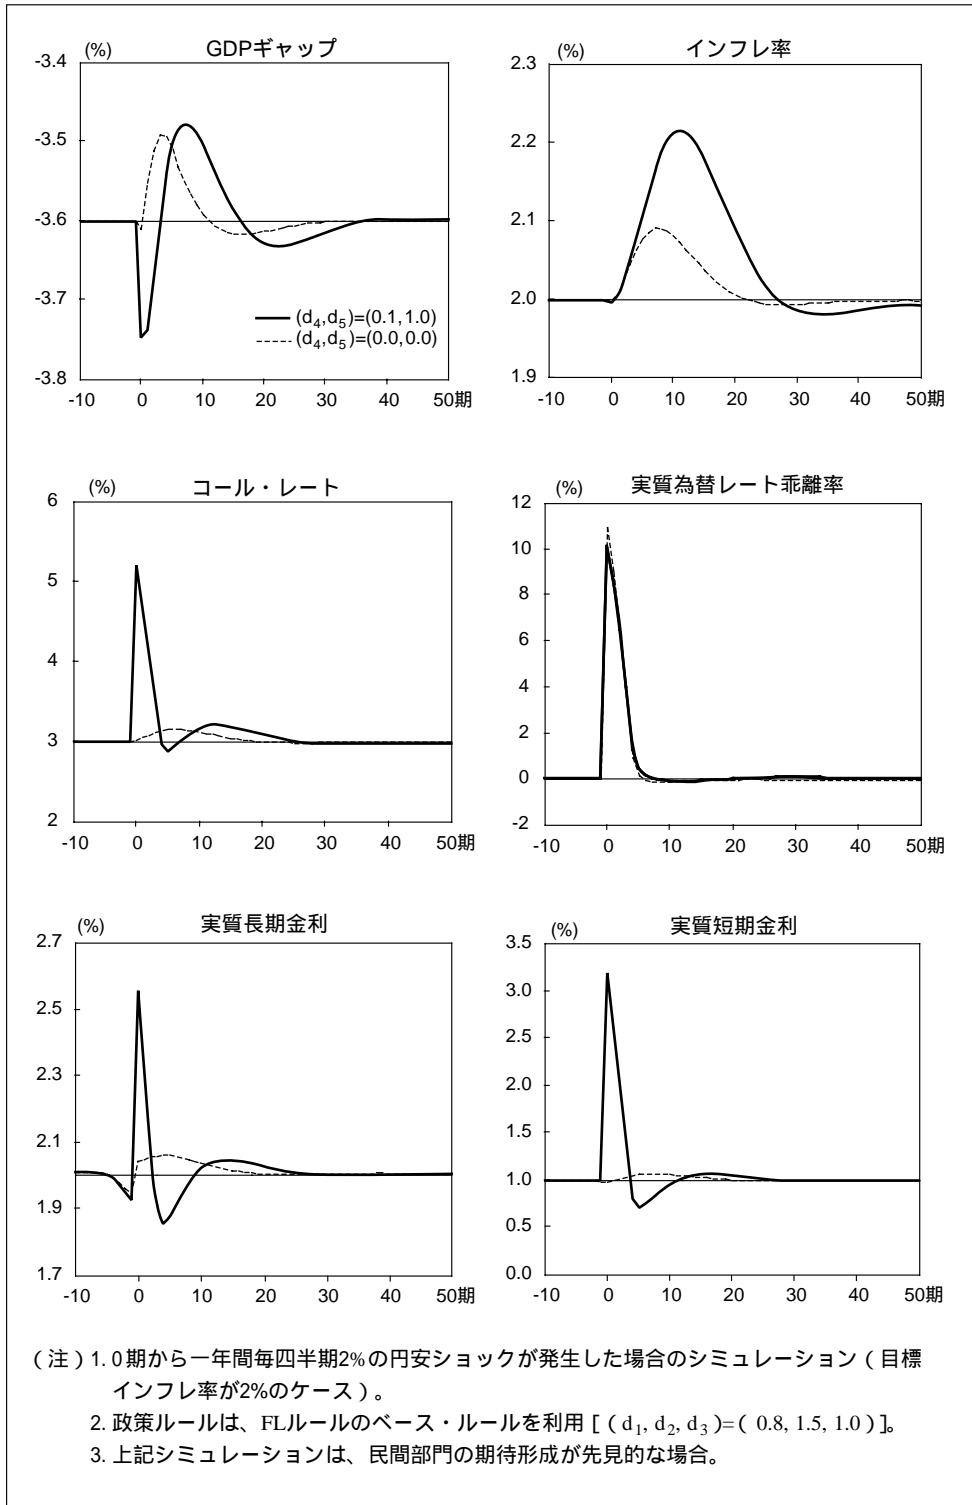 GDPギャップ
(%)
-3.4
-3.5
-3.6
-3.7
-3.8
-10 0 10 20 30 40 50期
(d4,d5)=(0.1,1.0)
(d4,d5)=(0.0,0.0)
インフレ率
(%)
2.3
2.2
2.1
2.0
1.9
-10 0 10 20 30 40 50期
コール・レート
(%)
6
5
4
3
2
-10 0 10 20 30 40 50期
実質為替レート乖離率
(%)
12
10
8
6
4
2
0
-2
-10 0 10 20 30 40 50期
実質長期金利
(%)
2.7
2.5
2.3
2.1
2.0
1.9
1.7
-10 0 10 20 30 40 50期
実質短期金利
(%)
3.5
3.0
2.5
2.0
1.5
1.0
0.5
0.0
-10 0 10 20 30 40 50期
（注）1. 0期から一年間毎四半期2%の円安ショックが発生した場合のシミュレーション（目標
インフレ率が2%のケース）。
2. 政策ルールは、FLルールのベース・ルールを利用［（d1, d2, d3）=（ 0.8, 1.5, 1.0）］。
3. 上記シミュレーションは、民間部門の期待形成が先見的な場合。